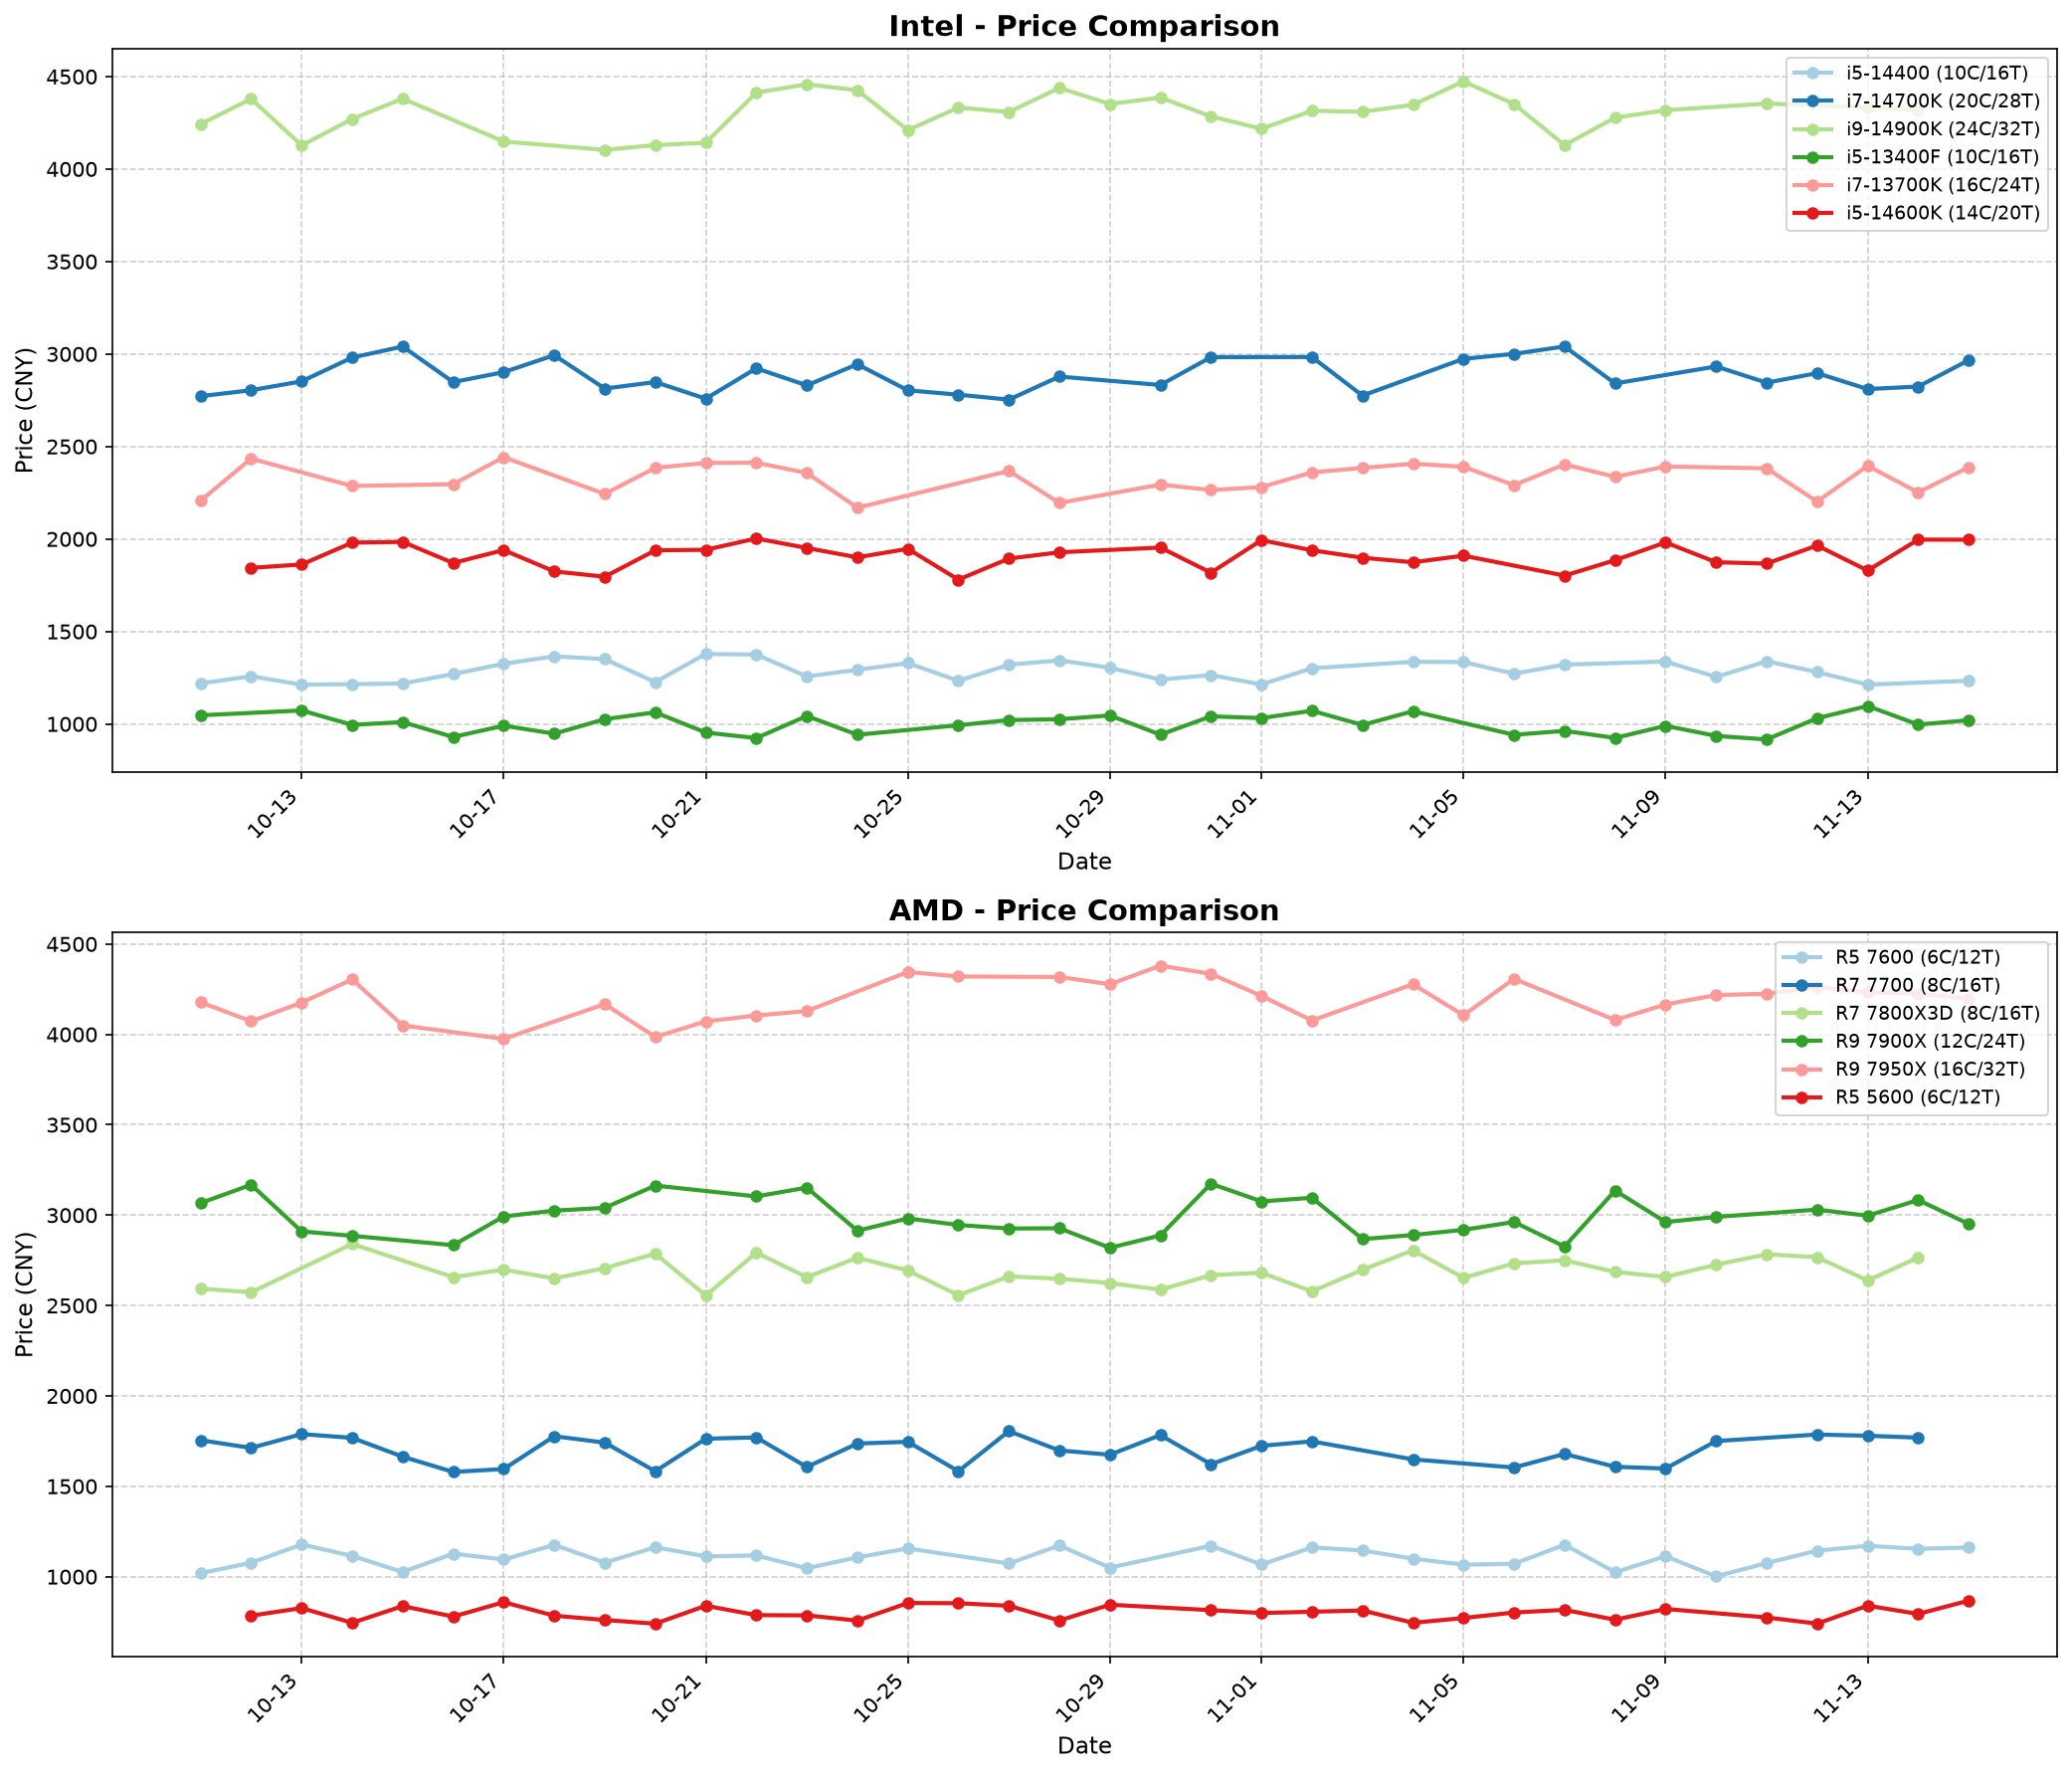 Intel - Price Comparison
Price (CNY)
4500
4000
3500
3000
2500
2000
1500
1000
i5-14400 (10C/16T)
i7-14700K (20C/28T)
i9-14900K (24C/32T)
i5-13400F (10C/16T)
i7-13700K (16C/24T)
i5-14600K (14C/20T)
10-13
10-17
10-21
10-25
10-29
11-01
11-05
11-09
11-13
Date
AMD - Price Comparison
Price (CNY)
4500
4000
3500
3000
2500
2000
1500
1000
R5 7600 (6C/12T)
R7 7700 (8C/16T)
R7 7800X3D (8C/16T)
R9 7900X (12C/24T)
R9 7950X (16C/32T)
R5 5600 (6C/12T)
10-13
10-17
10-21
10-25
10-29
11-01
11-05
11-09
11-13
Date